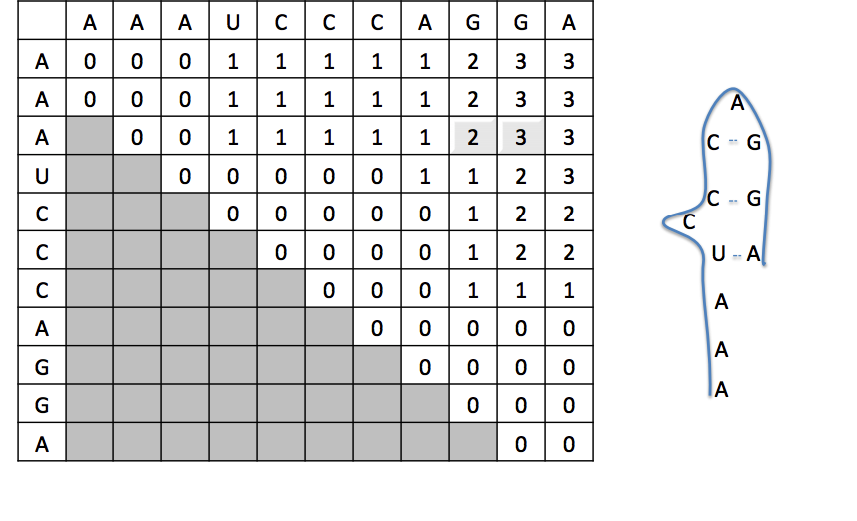 A A A U C C C A G G A
A 0 0 0 1 1 1 1 1 2 3 3
A 0 0 0 1 1 1 1 1 2 3 3
A 0 0 1 1 1 1 1 2 3 3
U 0 0 0 0 0 1 1 2 3
C 0 0 0 0 0 1 2 2
C 0 0 0 0 1 2 2
C 0 0 0 1 1 1
A 0 0 0 0 0
G 0 0 0 0
G 0 0 0
A 0 0
A
C -- G
C -- G
C
U -- A
A
A
A